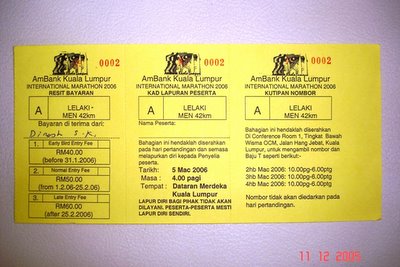 0002
AmBank Kuala Lumpur
INTERNATIONAL MARATHON 2006
RESIT BAYARAN
A
LELAKI -
MEN 42km
Bayaran di terima dari:
Dinesh S.K.
1.
Early Bird Entry Fee
RM40.00
(before 31.1.2006)
2.
Normal Entry Fee
RM50.00
(from 1.2.06-25.2.06)
3.
Late Entry Fee
RM60.00
(after 25.2.2006)
0002
AmBank Kuala Lumpur
INTERNATIONAL MARATHON 2006
KAD LAPURAN PESERTA
A
LELAKI
MEN 42km
Nama Peserta:
Bahagian ini hendaklah diserahkan
pada hari pertandingan dan semasa
melapurkan diri kepada Penyelia
peserta.
Tarikh: 5 Mac 2006
Masa : 4.00 pagi
Tempat : Dataran Merdeka
Kuala Lumpur
LAPUR DIRI BAGI PIHAK TIDAK AKAN
DILAYANI. PESERTA-PESERTA MESTI
LAPUR DIRI SENDIRI.
0002
AmBank Kuala Lumpur
INTERNATIONAL MARATHON 2006
KUTIPAN NOMBOR
A
LELAKI
MEN 42km
Bahagian ini hendaklah diserahkan
Di Conference Room 1, Tingkat Bawah
Wisma OCM, Jalan Hang Jebat, Kuala
Lumpur, untuk mengambil nombor dan
Baju T seperti berikut:-
2hb Mac 2006: 10.00pg-6.00ptg
3hb Mac 2006: 10.00pg-6.00ptg
4hb Mac 2006: 10.00pg-6.00ptg
Nombor tidak akan diedarkan pada
hari pertandingan.
11 12 2005